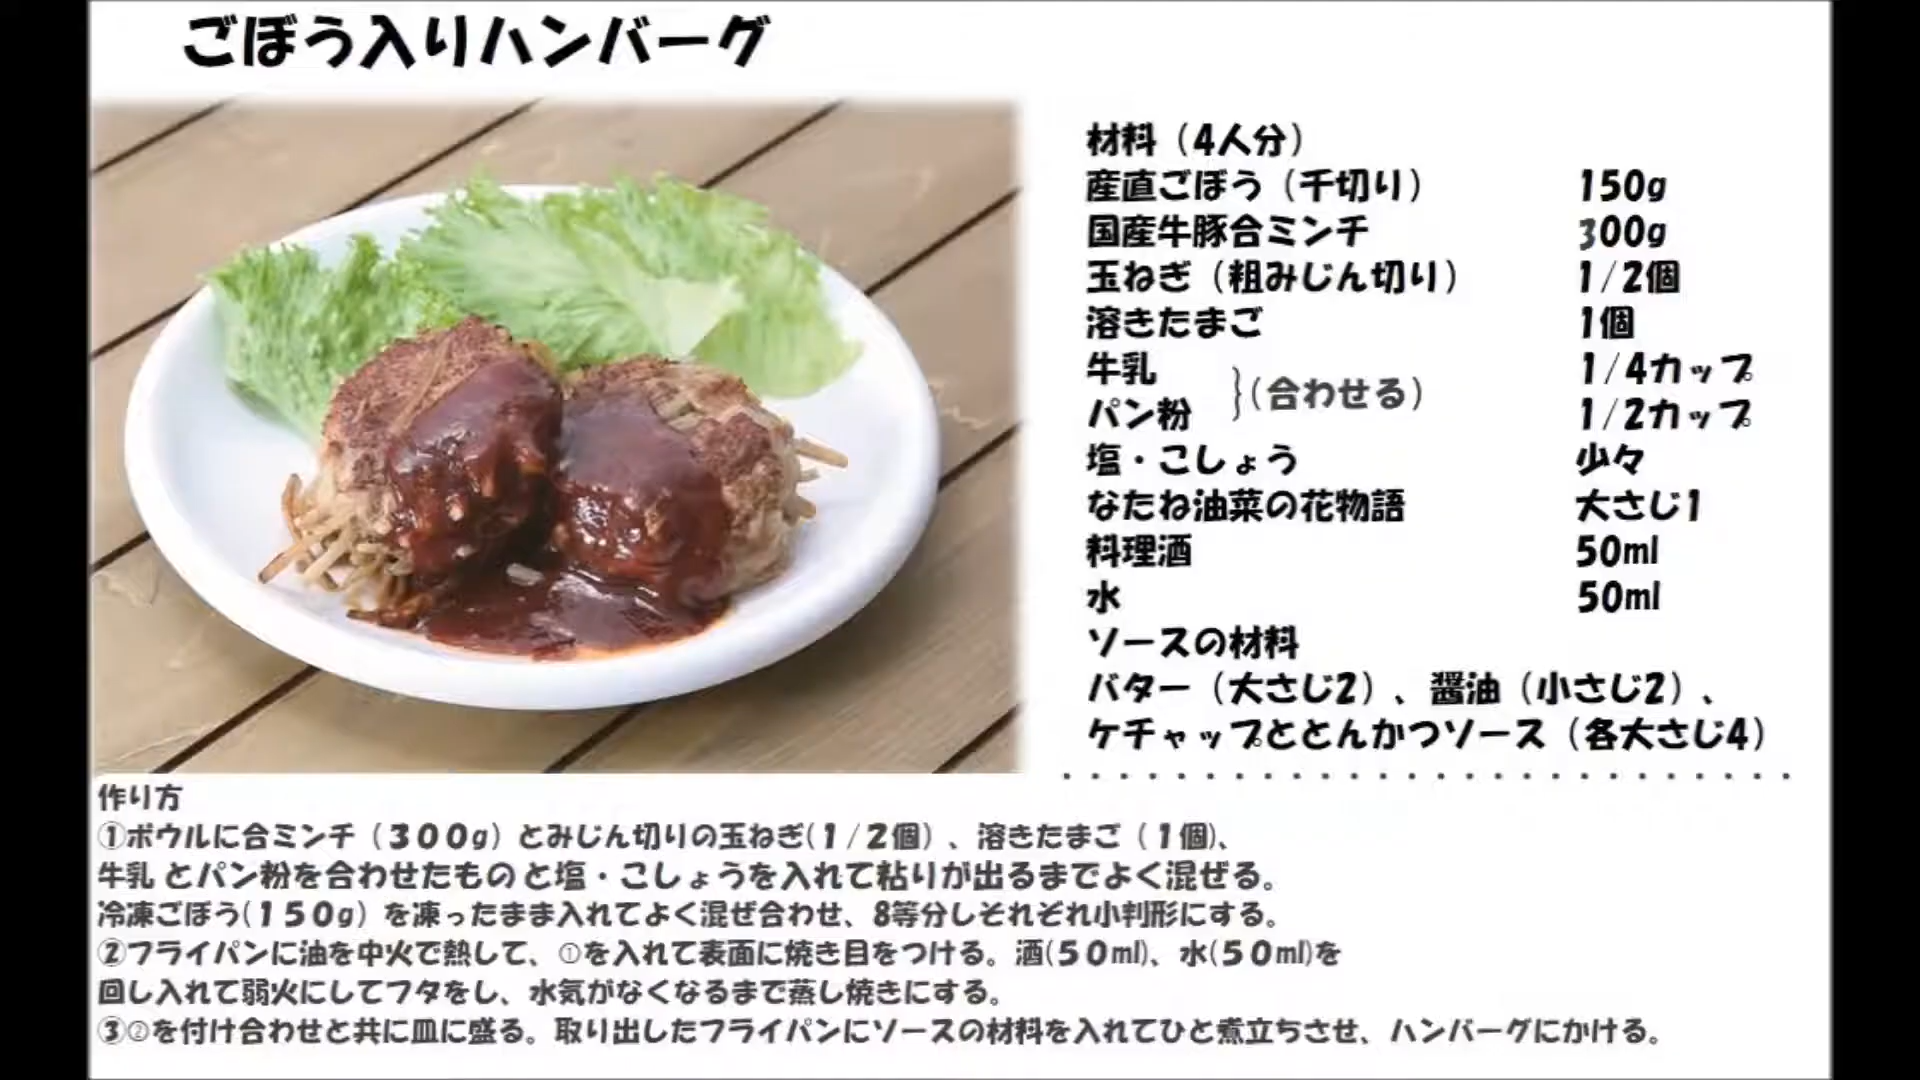 ごぼう入りハンバーグ
材料（4人分）
産直ごぼう（千切り） 150g
国産牛豚合ミンチ 300g
玉ねぎ（粗みじん切り） 1/2個
溶きたまご 1個
牛乳 1/4カップ
}(合わせる)
パン粉 1/2カップ
塩・こしょう 少々
なたね油菜の花物語 大さじ1
料理酒 50ml
水 50ml
ソースの材料
バター（大さじ2）、醤油（小さじ2）、
ケチャップととんかつソース（各大さじ4）
作り方
①ボウルに合ミンチ（３００g）とみじん切りの玉ねぎ(１/２個）、溶きたまご（１個)、
牛乳 とパン粉を合わせたもの と塩・こしょうを入れて粘りが出るまでよく混ぜる。
冷凍ごぼう(１５０g）を凍ったまま入れてよく混ぜ合わせ、8等分しそれぞれ小判形にする。
②フライパンに油を中火で熱して、①を入れて表面に焼き目をつける。酒(５０ml)、水(５０ml)を
回し入れて弱火にしてフタをし、水気がなくなるまで蒸し焼きにする。
③②を付け合わせと共に皿に盛る。取り出したフライパンにソースの材料を入れてひと煮立ちさせ、ハンバーグにかける。